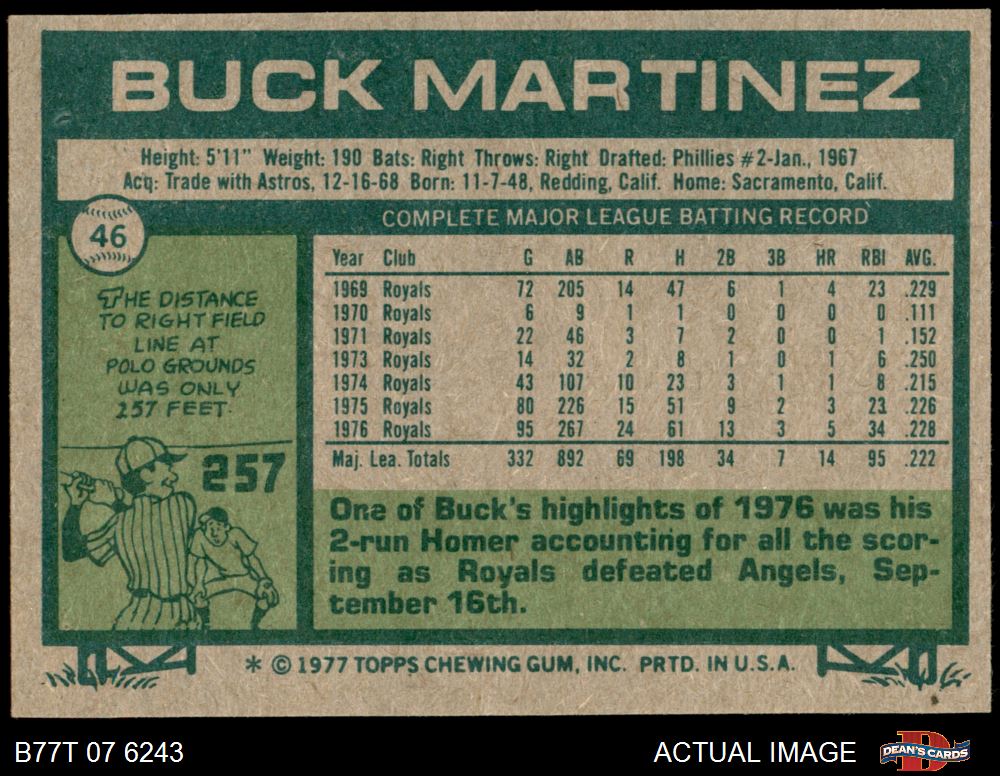 BUCK MARTINEZ
Height: 5'11" Weight: 190 Bats: Right Throws: Right Drafted: Phillies #2-Jan., 1967
Acq: Trade with Astros, 12-16-68 Born: 11-7-48, Redding, Calif. Home: Sacramento, Calif.
46
COMPLETE MAJOR LEAGUE BATTING RECORD
THE DISTANCE
TO RIGHT FIELD
LINE AT
POLO GROUNDS
WAS ONLY
257 FEET.
257
Year Club G AB R H 2B 3B HR RBI AVG.
1969 Royals 72 205 14 47 6 1 4 23 .229
1970 Royals 6 9 1 1 0 0 0 0 .111
1971 Royals 22 46 3 7 2 0 0 1 .152
1973 Royals 14 32 2 8 1 0 1 6 .250
1974 Royals 43 107 10 23 3 1 1 8 .215
1975 Royals 80 226 15 51 9 2 3 23 .226
1976 Royals 95 267 24 61 13 3 5 34 .228
Maj. Lea. Totals 332 892 69 198 34 7 14 95 .222
One of Buck's highlights of 1976 was his
2-run Homer accounting for all the scor-
ing as Royals defeated Angels, Sep-
tember 16th.
* © 1977 TOPPS CHEWING GUM, INC. PRTD. IN U.S.A.
B77T 07 6243
ACTUAL IMAGE
D
DEAN'S CARDS